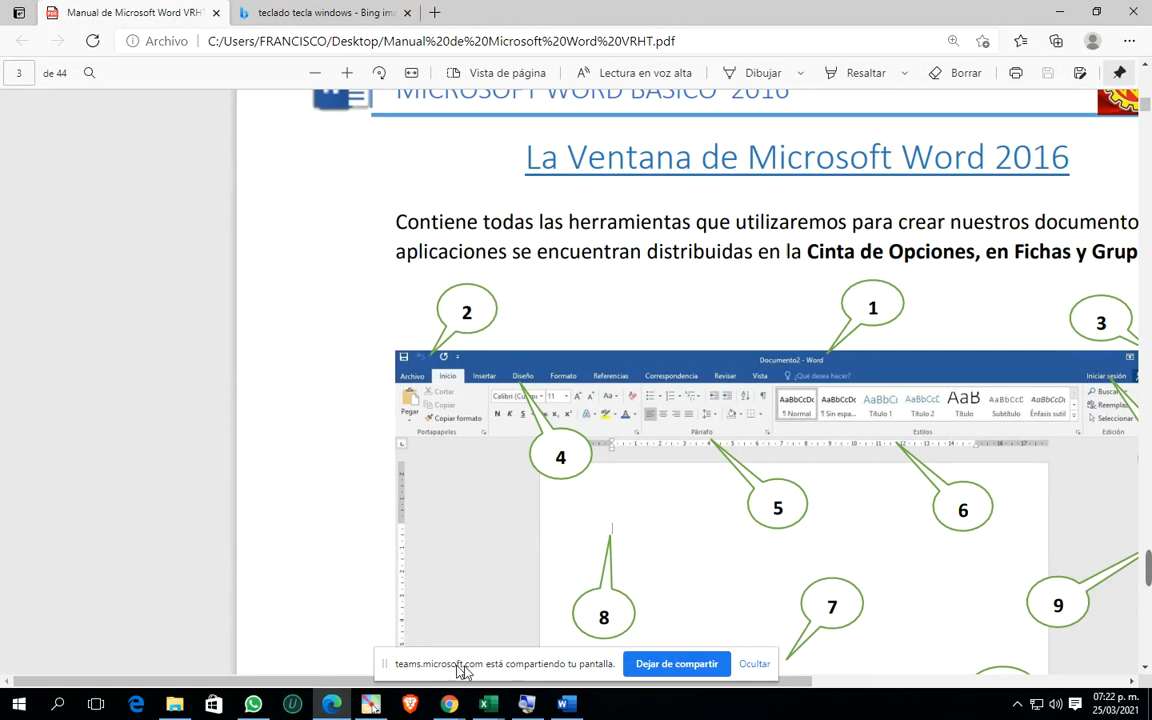 Manual de Microsoft Word VRHT
teclado tecla windows - Bing ima
Archivo C:/Users/FRANCISCO/Desktop/Manual%20de%20Microsoft%20Word%20VRHT.pdf
3 de 44 Vista de página Lectura en voz alta Dibujar Resaltar Borrar
MICROSOFT WORD BÁSICO 2016
La Ventana de Microsoft Word 2016
Contiene todas las herramientas que utilizaremos para crear nuestros documento
aplicaciones se encuentran distribuidas en la Cinta de Opciones, en Fichas y Grup
2
1
3
Documento2 - Word
Archivo Inicio Insertar Diseño Formato Referencias Correspondencia Revisar Vista ¿Qué desea hacer? Iniciar sesión
Pegar
Cortar
Copiar
Copiar formato
Calibri 11
N K S
AaBbCcDc AaBbCcDc AaBbCc AaBbCcC AaB AaBbCcC AaBbCcDc
¶ Normal ¶ Sin espa... Título 1 Título 2 Título Subtítulo Énfasis sutil
Buscar
Reemplaz
Seleccionar
Portapapeles Párrafo Estilos Edición
4
5
6
7
8
9
teams.microsoft.com está compartiendo tu pantalla. Dejar de compartir Ocultar
07:22 p. m.
25/03/2021